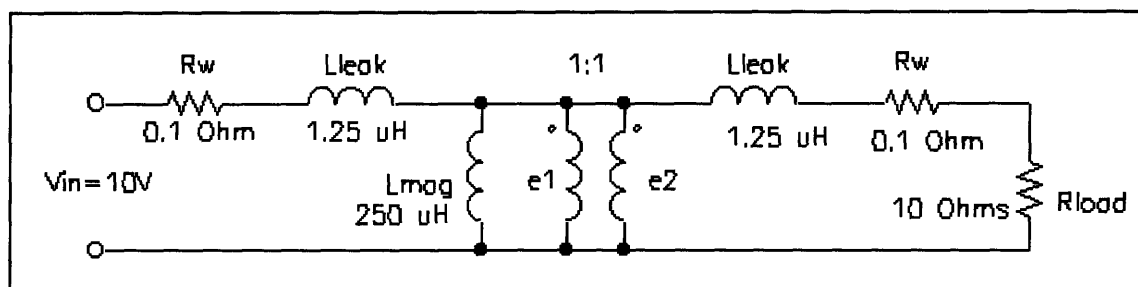 Rw
Lleak
1:1
Lleak
Rw
0.1 Ohm
1.25 uH
1.25 uH
0.1 Ohm
Vin=10V
Lmag
250 uH
e1
e2
10 Ohms
Rload